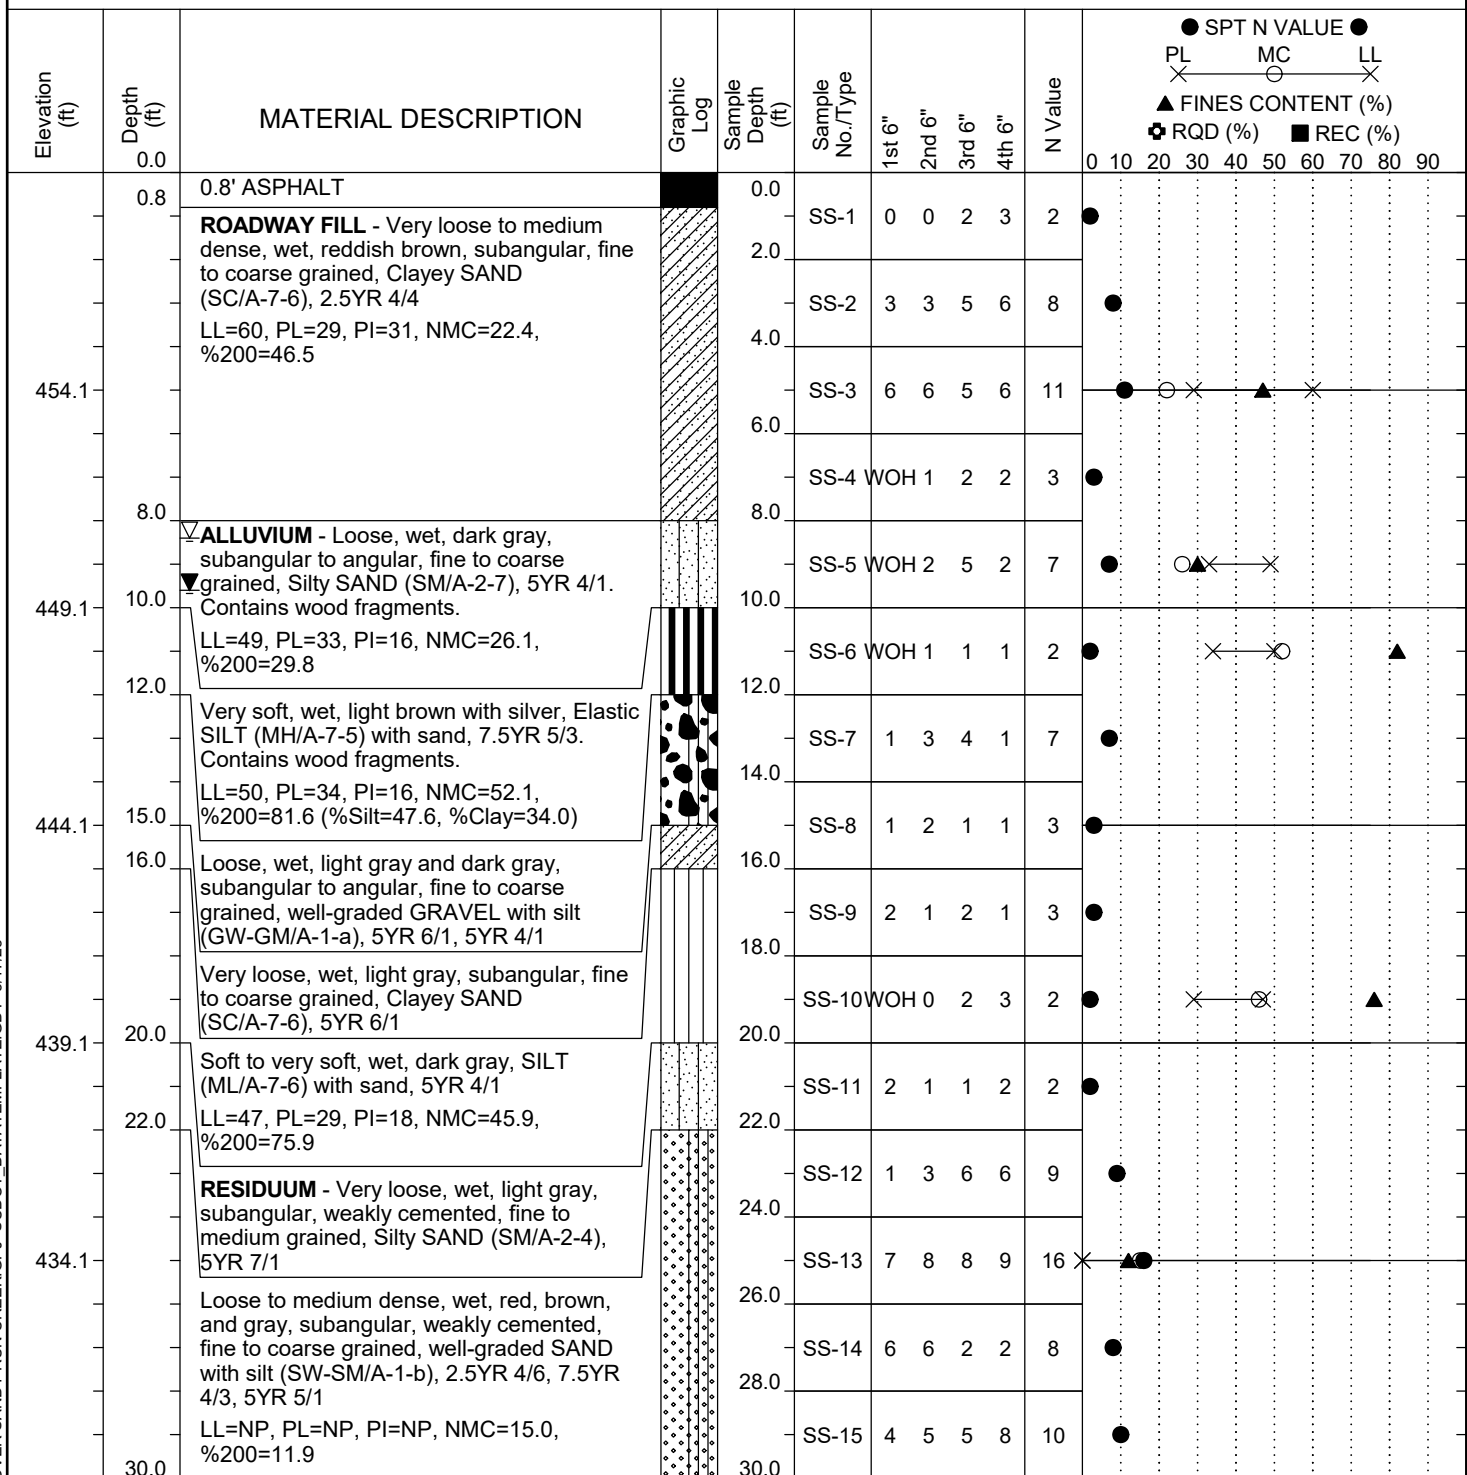 ● SPT N VALUE ●
PL MC LL
▲ FINES CONTENT (%)
RQD (%) ■ REC (%)
Elevation (ft)
Depth (ft)
MATERIAL DESCRIPTION
Graphic Log
Sample Depth (ft)
Sample No./Type
1st 6"
2nd 6"
3rd 6"
4th 6"
N Value
0.0
0 10 20 30 40 50 60 70 80 90
0.8
0.8' ASPHALT
ROADWAY FILL - Very loose to medium
dense, wet, reddish brown, subangular, fine
to coarse grained, Clayey SAND
(SC/A-7-6), 2.5YR 4/4
LL=60, PL=29, PI=31, NMC=22.4,
%200=46.5
454.1
8.0
ALLUVIUM - Loose, wet, dark gray,
subangular to angular, fine to coarse
grained, Silty SAND (SM/A-2-7), 5YR 4/1.
Contains wood fragments.
10.0
449.1
LL=49, PL=33, PI=16, NMC=26.1,
%200=29.8
12.0
Very soft, wet, light brown with silver, Elastic
SILT (MH/A-7-5) with sand, 7.5YR 5/3.
Contains wood fragments.
LL=50, PL=34, PI=16, NMC=52.1,
%200=81.6 (%Silt=47.6, %Clay=34.0)
15.0
444.1
16.0
Loose, wet, light gray and dark gray,
subangular to angular, fine to coarse
grained, well-graded GRAVEL with silt
(GW-GM/A-1-a), 5YR 6/1, 5YR 4/1
Very loose, wet, light gray, subangular, fine
to coarse grained, Clayey SAND
(SC/A-7-6), 5YR 6/1
20.0
439.1
Soft to very soft, wet, dark gray, SILT
(ML/A-7-6) with sand, 5YR 4/1
LL=47, PL=29, PI=18, NMC=45.9,
%200=75.9
22.0
RESIDUUM - Very loose, wet, light gray,
subangular, weakly cemented, fine to
medium grained, Silty SAND (SM/A-2-4),
5YR 7/1
434.1
Loose to medium dense, wet, red, brown,
and gray, subangular, weakly cemented,
fine to coarse grained, well-graded SAND
with silt (SW-SM/A-1-b), 2.5YR 4/6, 7.5YR
4/3, 5YR 5/1
LL=NP, PL=NP, PI=NP, NMC=15.0,
%200=11.9
30.0
0.0
SS-1 0 0 2 3 2
2.0
SS-2 3 3 5 6 8
4.0
SS-3 6 6 5 6 11
6.0
SS-4 WOH 1 2 2 3
8.0
SS-5 WOH 2 5 2 7
10.0
SS-6 WOH 1 1 1 2
12.0
SS-7 1 3 4 1 7
14.0
SS-8 1 2 1 1 3
16.0
SS-9 2 1 2 1 3
18.0
SS-10 WOH 0 2 3 2
20.0
SS-11 2 1 1 2 2
22.0
SS-12 1 3 6 6 9
24.0
SS-13 7 8 8 9 16
26.0
SS-14 6 6 2 2 8
28.0
SS-15 4 5 5 8 10
30.0